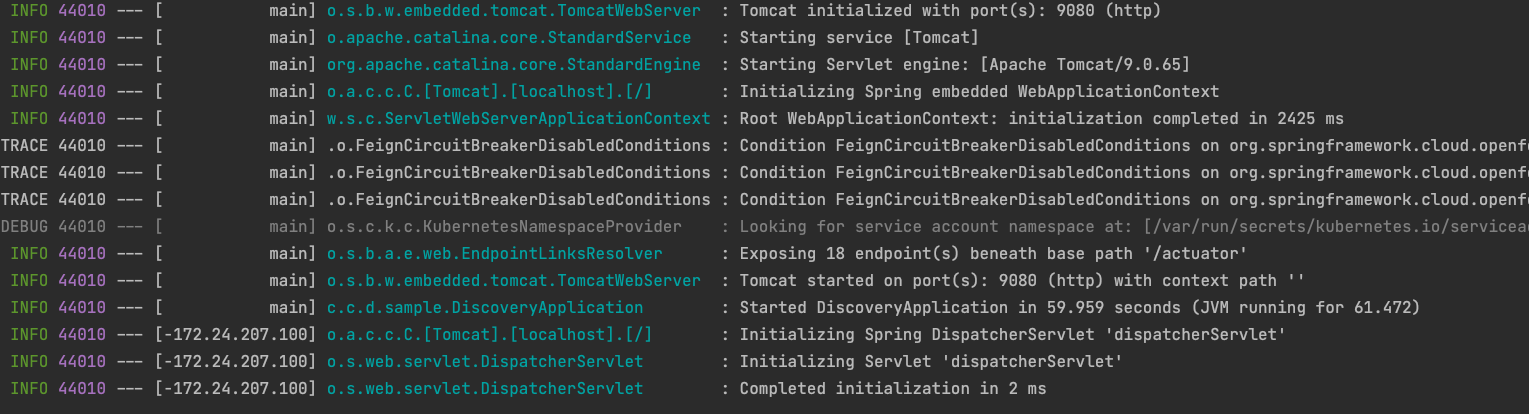 INFO 44010 --- [           main] o.s.b.w.embedded.tomcat.TomcatWebServer  : Tomcat initialized with port(s): 9080 (http)
INFO 44010 --- [           main] o.apache.catalina.core.StandardService   : Starting service [Tomcat]
INFO 44010 --- [           main] org.apache.catalina.core.StandardEngine  : Starting Servlet engine: [Apache Tomcat/9.0.65]
INFO 44010 --- [           main] o.a.c.c.C.[Tomcat].[localhost].[/]       : Initializing Spring embedded WebApplicationContext
INFO 44010 --- [           main] w.s.c.ServletWebServerApplicationContext : Root WebApplicationContext: initialization completed in 2425 ms
TRACE 44010 --- [           main] .o.FeignCircuitBreakerDisabledConditions : Condition FeignCircuitBreakerDisabledConditions on org.springframework.cloud.openf
TRACE 44010 --- [           main] .o.FeignCircuitBreakerDisabledConditions : Condition FeignCircuitBreakerDisabledConditions on org.springframework.cloud.openf
TRACE 44010 --- [           main] .o.FeignCircuitBreakerDisabledConditions : Condition FeignCircuitBreakerDisabledConditions on org.springframework.cloud.openf
DEBUG 44010 --- [           main] o.s.c.k.c.KubernetesNamespaceProvider    : Looking for service account namespace at: [/var/run/secrets/kubernetes.io/servicea
INFO 44010 --- [           main] o.s.b.a.e.web.EndpointLinksResolver      : Exposing 18 endpoint(s) beneath base path '/actuator'
INFO 44010 --- [           main] o.s.b.w.embedded.tomcat.TomcatWebServer  : Tomcat started on port(s): 9080 (http) with context path ''
INFO 44010 --- [           main] c.c.d.sample.DiscoveryApplication        : Started DiscoveryApplication in 59.959 seconds (JVM running for 61.472)
INFO 44010 --- [-172.24.207.100] o.a.c.c.C.[Tomcat].[localhost].[/]       : Initializing Spring DispatcherServlet 'dispatcherServlet'
INFO 44010 --- [-172.24.207.100] o.s.web.servlet.DispatcherServlet        : Initializing Servlet 'dispatcherServlet'
INFO 44010 --- [-172.24.207.100] o.s.web.servlet.DispatcherServlet        : Completed initialization in 2 ms